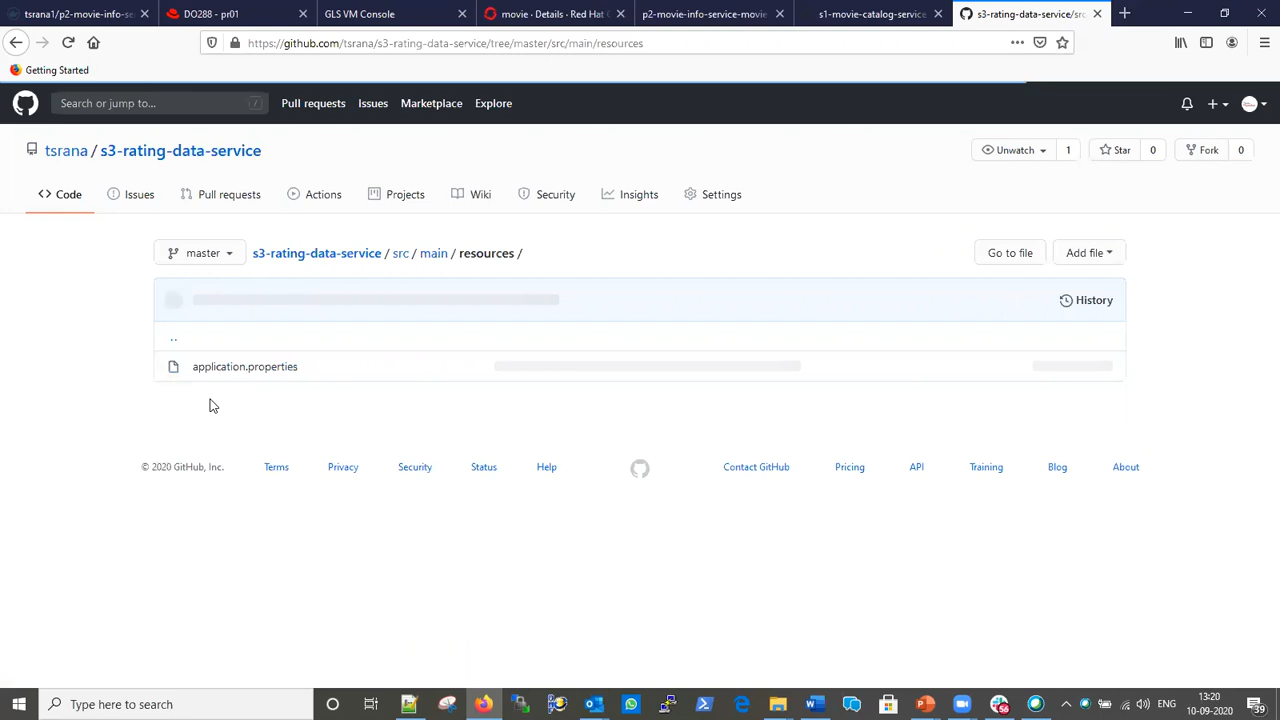 tsrana1/p2-movie-info-se
DO288 - pr01
GLS VM Console
movie · Details · Red Hat
p2-movie-info-service-movie
s1-movie-catalog-service
s3-rating-data-service/src
https://github.com/tsrana/s3-rating-data-service/tree/master/src/main/resources
Getting Started
Search or jump to...
/
Pull requests
Issues
Marketplace
Explore
tsrana / s3-rating-data-service
Unwatch
1
Star
0
Fork
0
Code
Issues
Pull requests
Actions
Projects
Wiki
Security
Insights
Settings
master
s3-rating-data-service / src / main / resources /
Go to file
Add file
History
..
application.properties
© 2020 GitHub, Inc.
Terms
Privacy
Security
Status
Help
Contact GitHub
Pricing
API
Training
Blog
About
Type here to search
56
ENG
13:20
10-09-2020
39